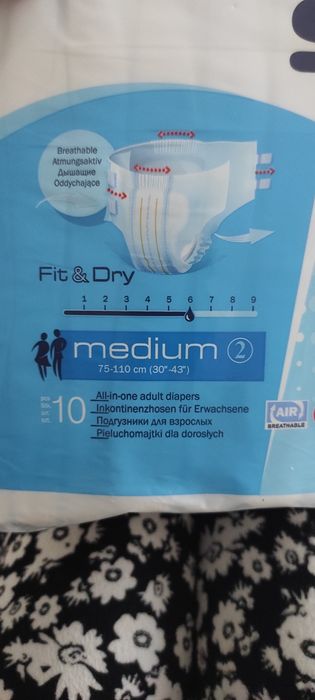 Breathable
Atmungsaktiv
Дышащие
Oddychające
Fit & Dry
1 2 3 4 5 6 7 8 9
medium 2
75-110 cm (30"-43")
10
All-in-one adult diapers
Inkontinenzhosen für Erwachsene
Подгузники для взрослых
Pieluchomajtki dla dorosłych
AIR
BREATHABLE